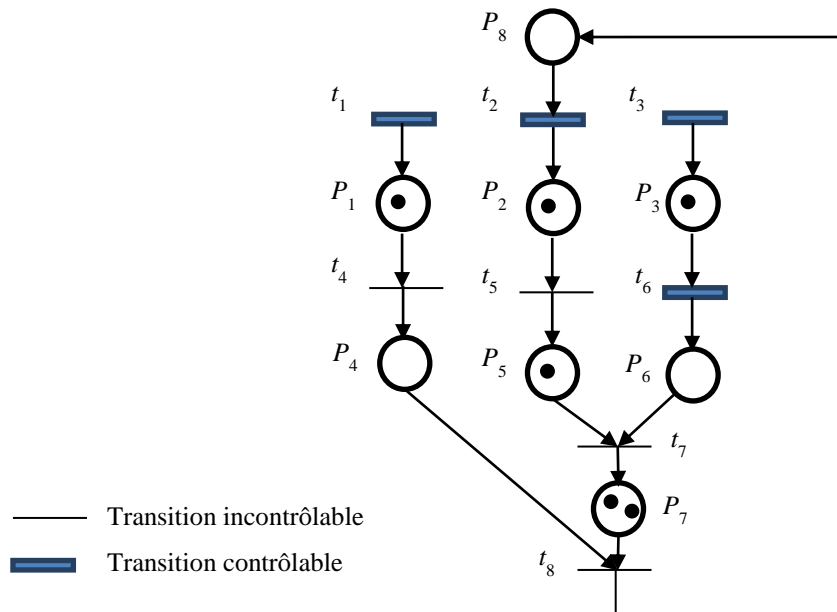 P8
t1 t2 t3
P1 P2 P3
t4 t5 t6
P4 P5 P6
t7
P7
Transition incontrôlable
Transition contrôlable
t8